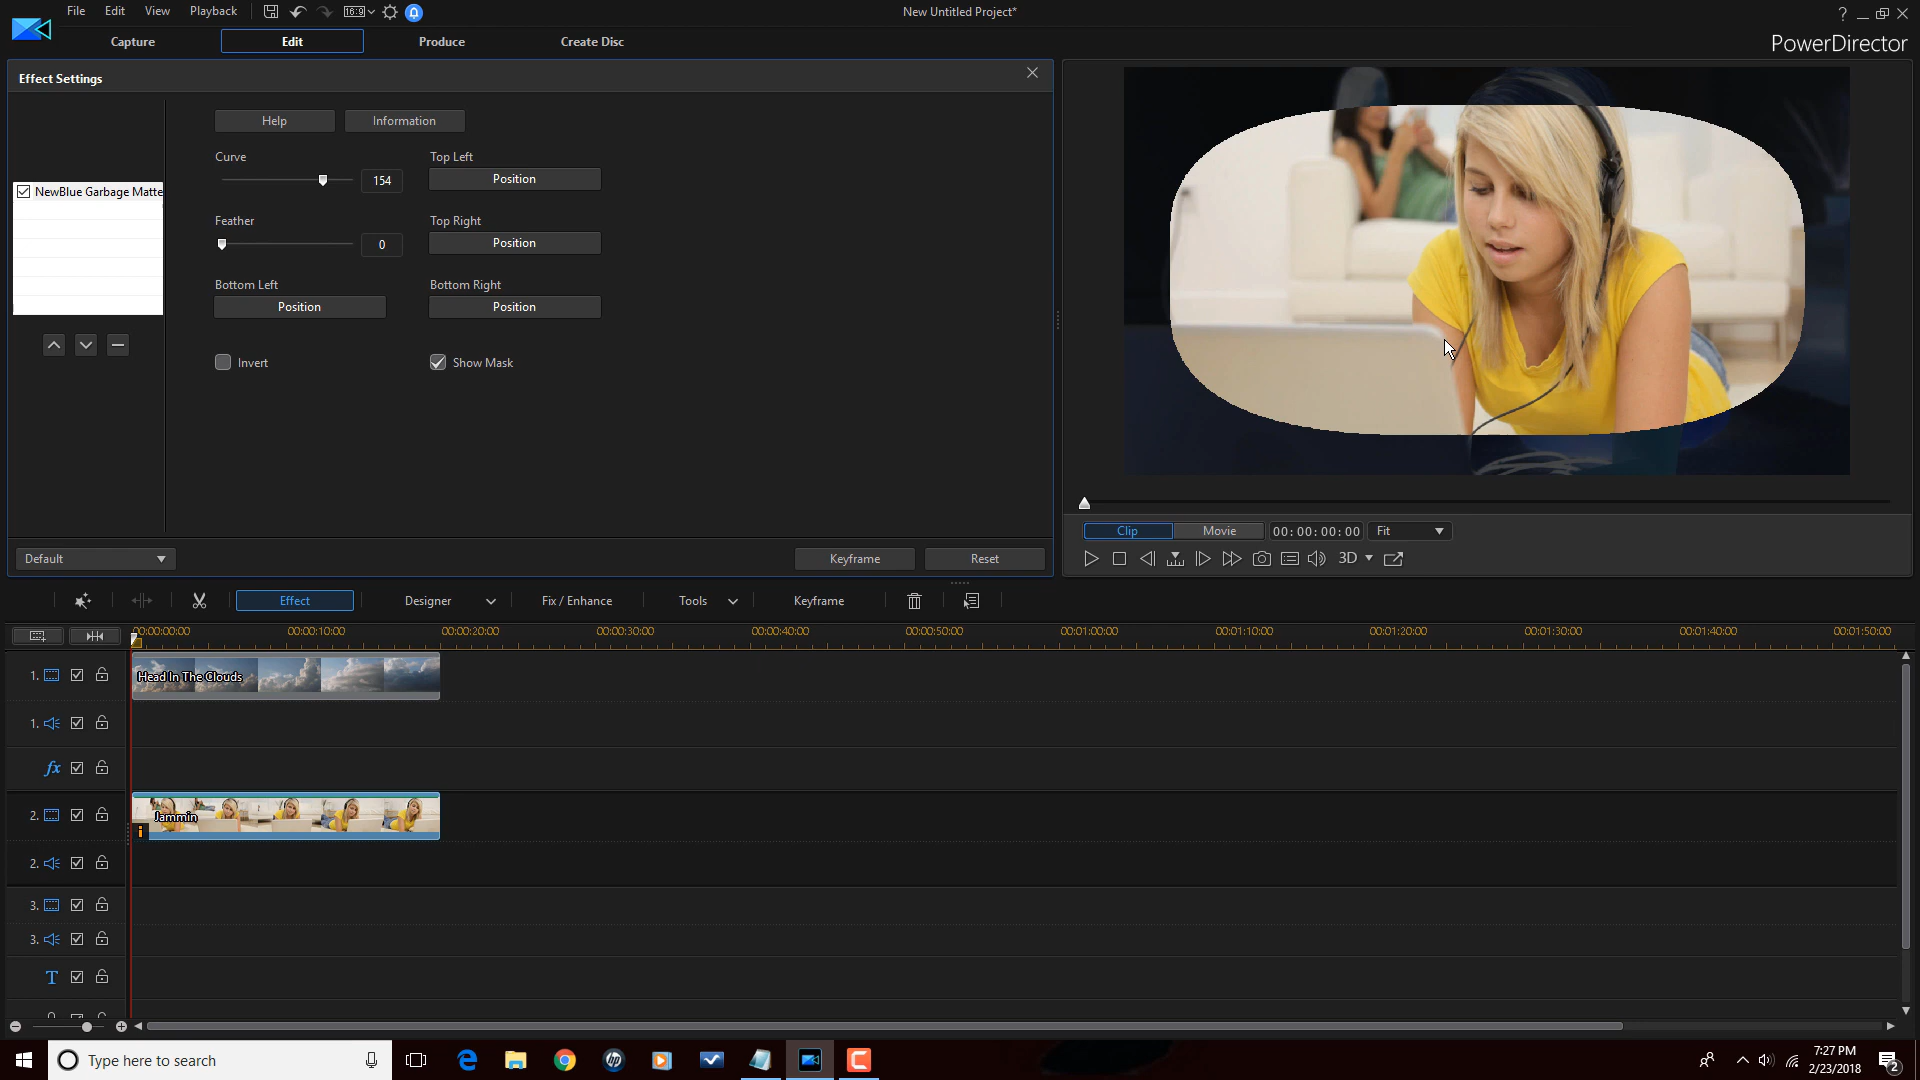 File Edit View Playback 16:9 New Untitled Project* ?
Capture Edit Produce Create Disc PowerDirector
Effect Settings
Help Information
Curve Top Left
154 Position
NewBlue Garbage Matte
Feather Top Right
0 Position
Bottom Left Bottom Right
Position Position
Invert Show Mask
Default Keyframe Reset
Clip Movie 00:00:00:00 Fit
3D
Effect Designer Fix / Enhance Tools Keyframe
00:00:00:00 00:00:10:00 00:00:20:00 00:00:30:00 00:00:40:00 00:00:50:00 00:01:00:00 00:01:10:00 00:01:20:00 00:01:30:00 00:01:40:00 00:01:50:00
1. Head In The Clouds
1.
fx
2. Jammin
i
2.
3.
3.
T
Type here to search
hp
7:27 PM
2/23/2018
2